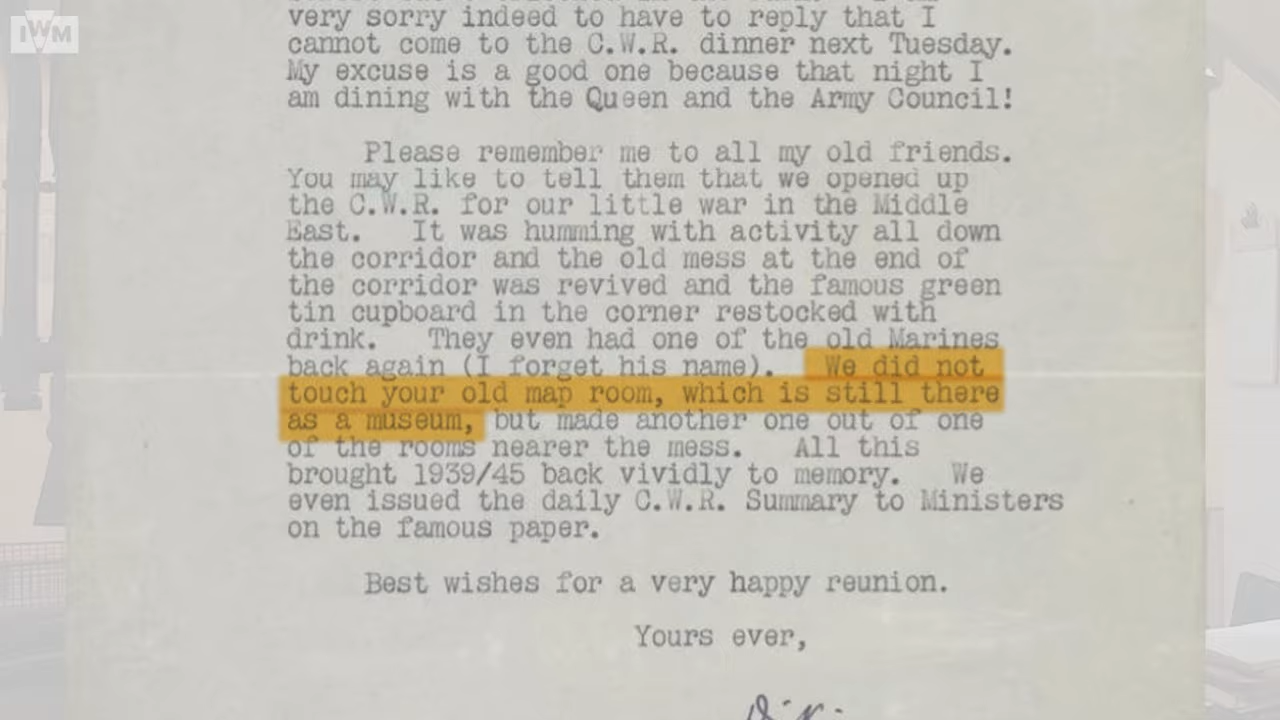 IWM
very sorry indeed to have to reply that I
cannot come to the C.W.R. dinner next Tuesday.
My excuse is a good one because that night I
am dining with the Queen and the Army Council!
Please remember me to all my old friends.
You may like to tell them that we opened up
the C.W.R. for our little war in the Middle
East. It was humming with activity all down
the corridor and the old mess at the end of
the corridor was revived and the famous green
tin cupboard in the corner restocked with
drink. They even had one of the old Marines
back again (I forget his name). We did not
touch your old map room, which is still there
as a museum, but made another one out of one
of the rooms nearer the mess. All this
brought 1939/45 back vividly to memory. We
even issued the daily C.W.R. Summary to Ministers
on the famous paper.
Best wishes for a very happy reunion.
Yours ever,